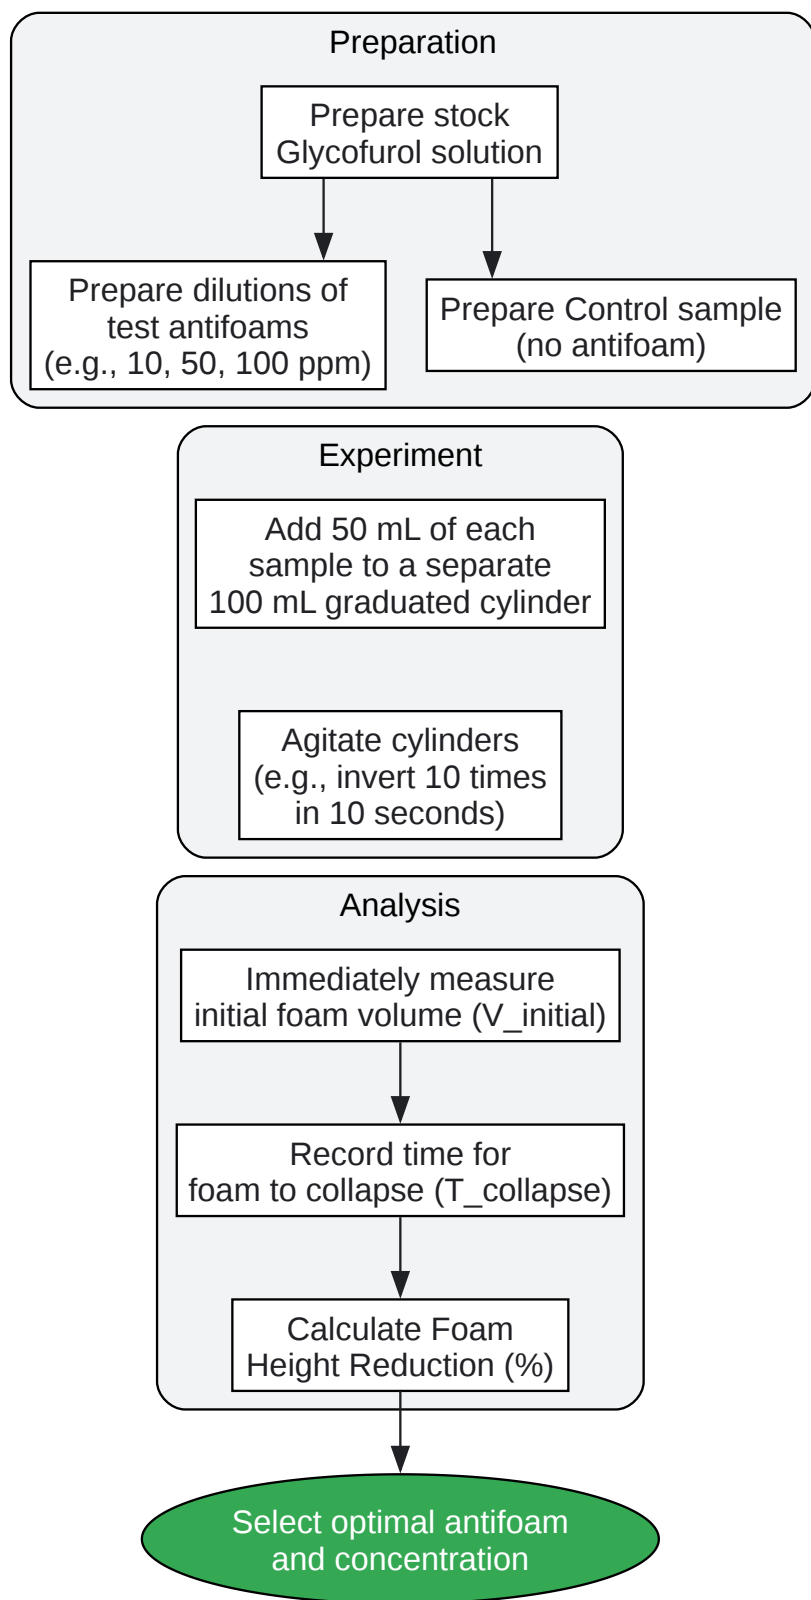 Preparation
Prepare stock
Glycofurol solution
Prepare dilutions of
test antifoams
(e.g., 10, 50, 100 ppm)
Prepare Control sample
(no antifoam)
Experiment
Add 50 mL of each
sample to a separate
100 mL graduated cylinder
Agitate cylinders
(e.g., invert 10 times
in 10 seconds)
Analysis
Immediately measure
initial foam volume (V_initial)
Record time for
foam to collapse (T_collapse)
Calculate Foam
Height Reduction (%)
Select optimal antifoam
and concentration